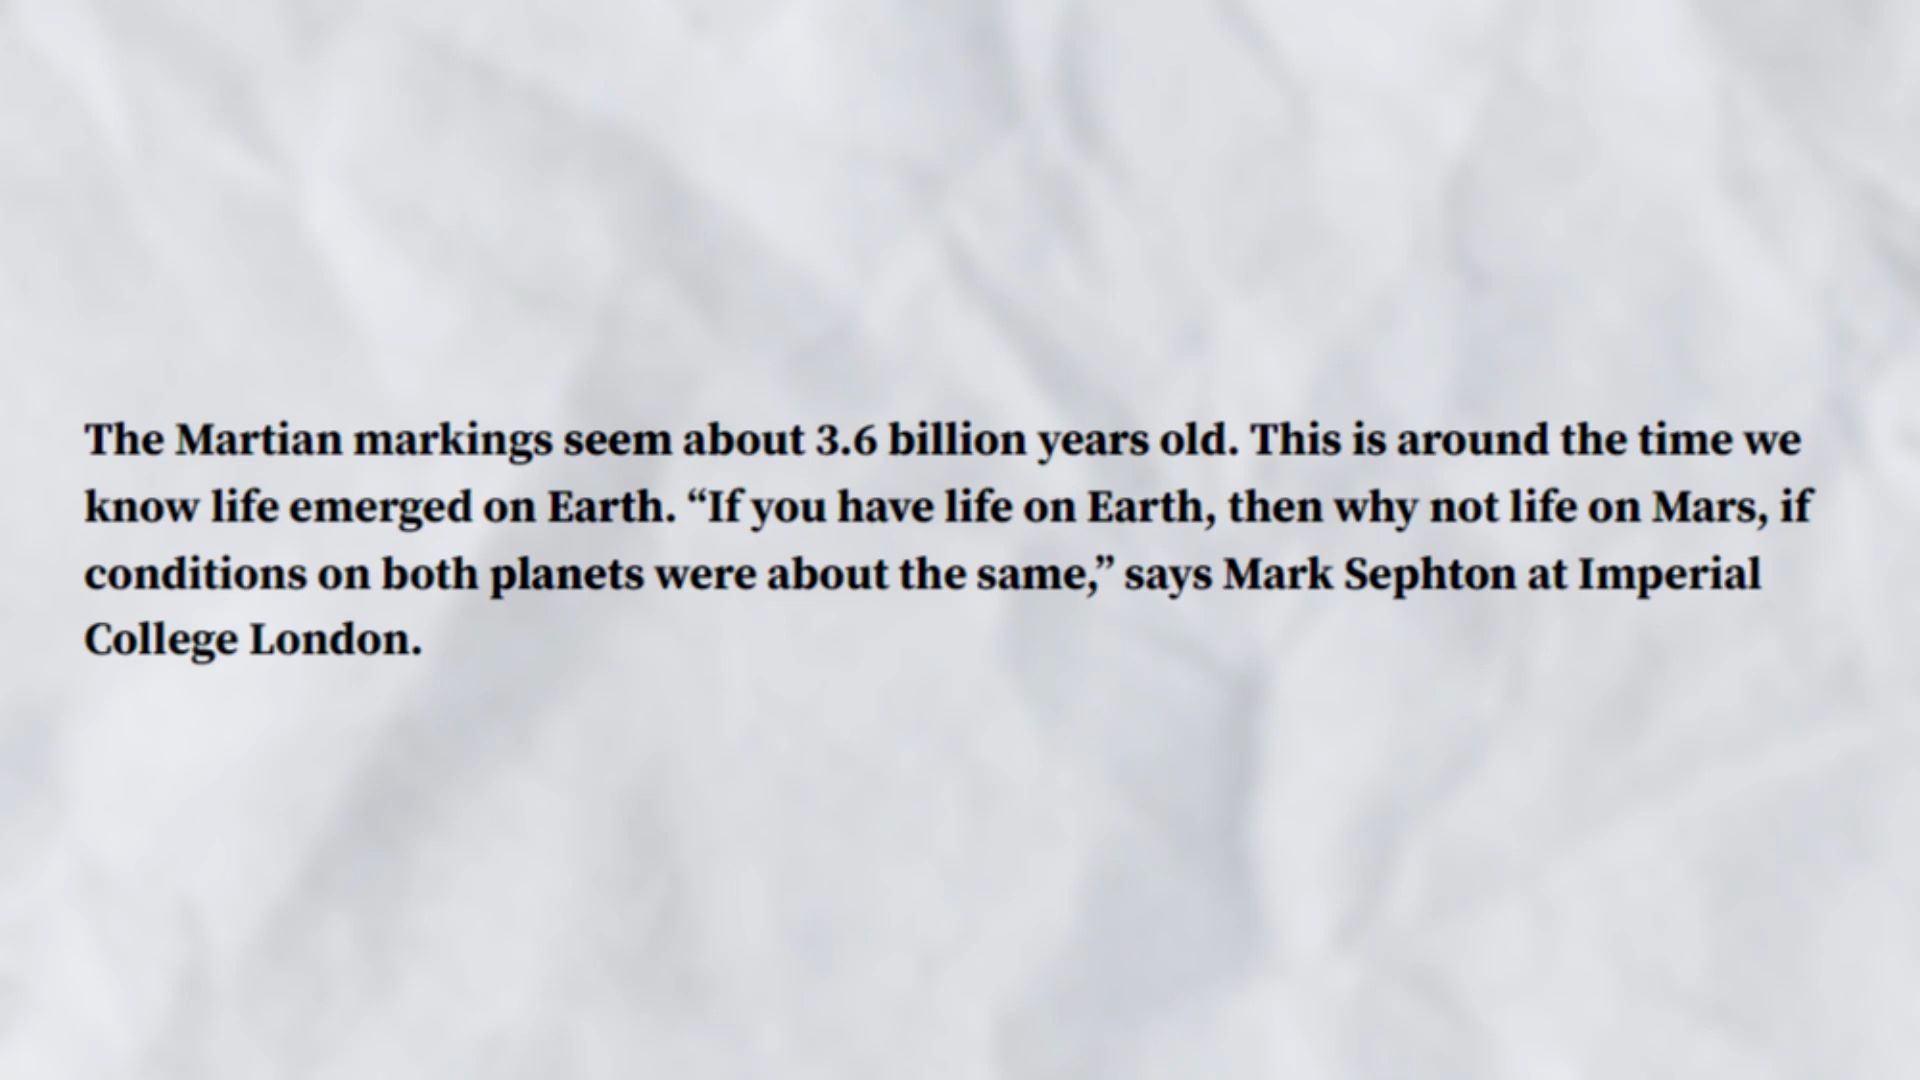 The Martian markings seem about 3.6 billion years old. This is around the time we
know life emerged on Earth. “If you have life on Earth, then why not life on Mars, if
conditions on both planets were about the same,” says Mark Sephton at Imperial
College London.